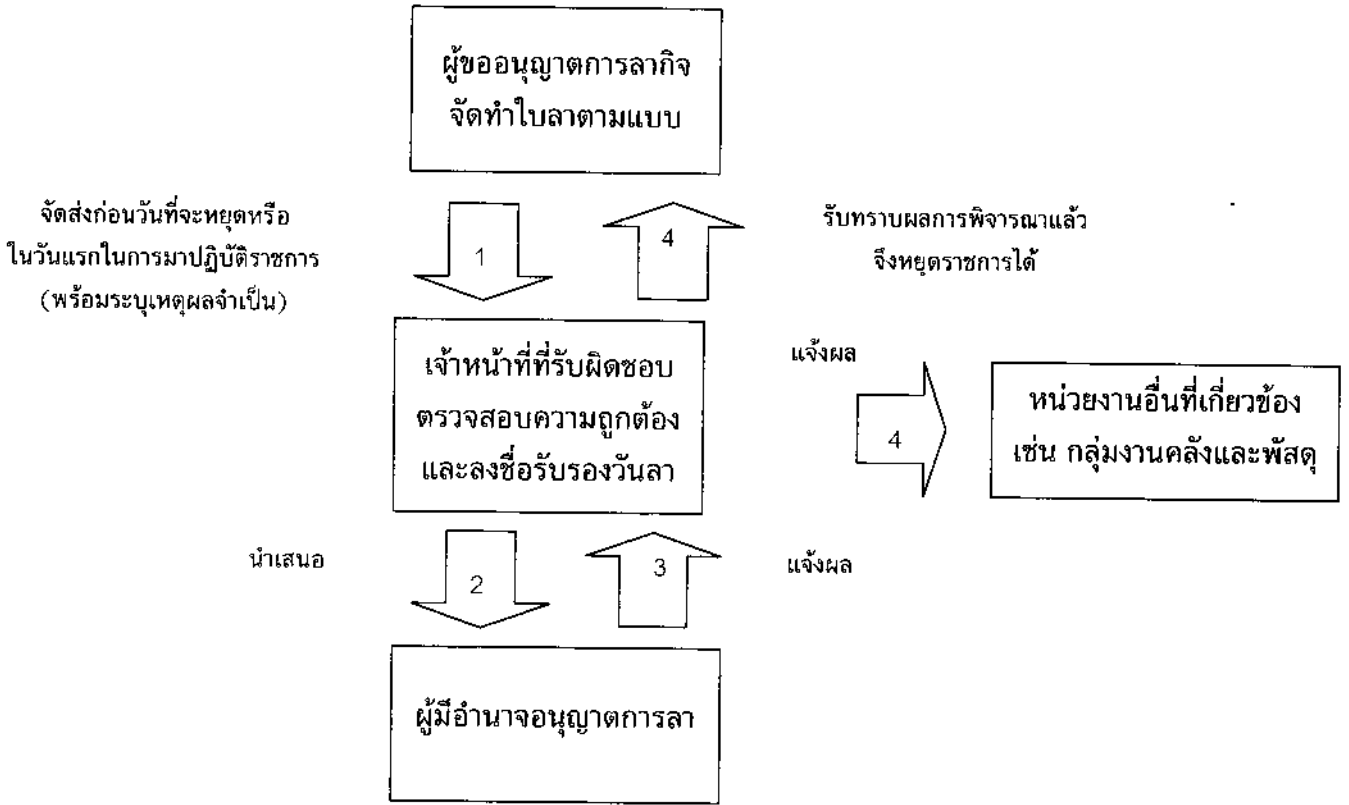 ผู้ขออนุญาตการลากิจ
จัดทำใบลาตามแบบ
จัดส่งก่อนวันที่จะหยุดหรือ
ในวันแรกในการมาปฏิบัติราชการ
(พร้อมระบุเหตุผลจำเป็น)
1
4
รับทราบผลการพิจารณาแล้ว
จึงหยุดราชการได้
เจ้าหน้าที่ที่รับผิดชอบ
ตรวจสอบความถูกต้อง
และลงชื่อรับรองวันลา
แจ้งผล
4
หน่วยงานอื่นที่เกี่ยวข้อง
เช่น กลุ่มงานคลังและพัสดุ
นำเสนอ
2
3
แจ้งผล
ผู้มีอำนาจอนุญาตการลา